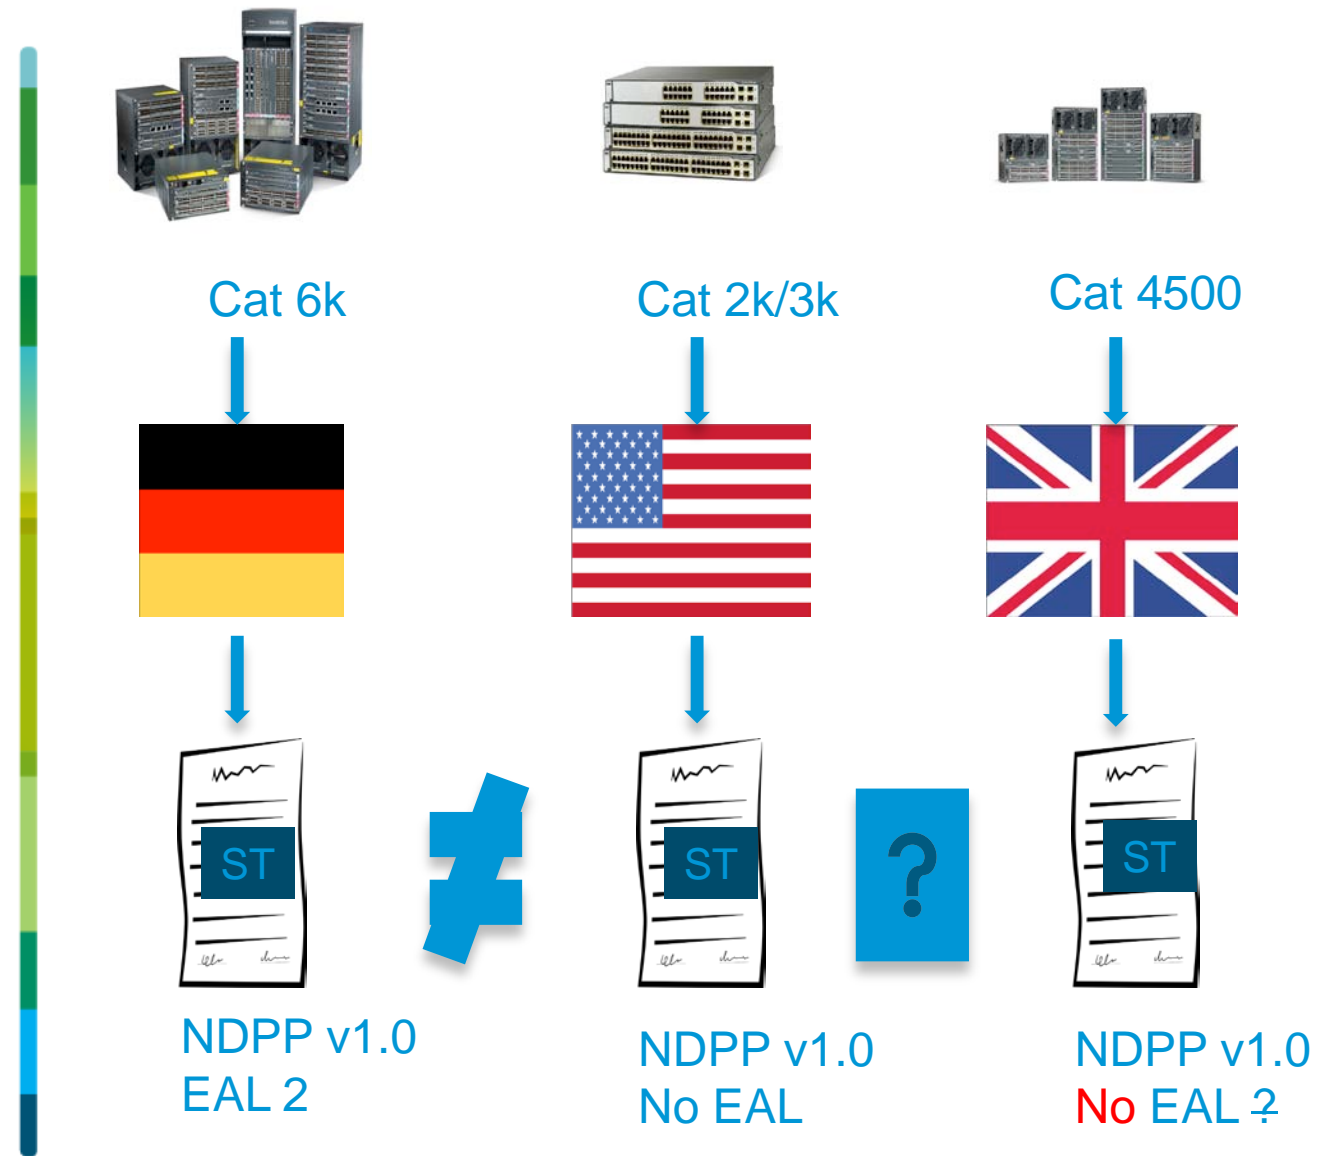 Cat 6k
Cat 2k/3k
Cat 4500
ST
ST
?
ST
NDPP v1.0
EAL 2
NDPP v1.0
No EAL
NDPP v1.0
No EAL ?